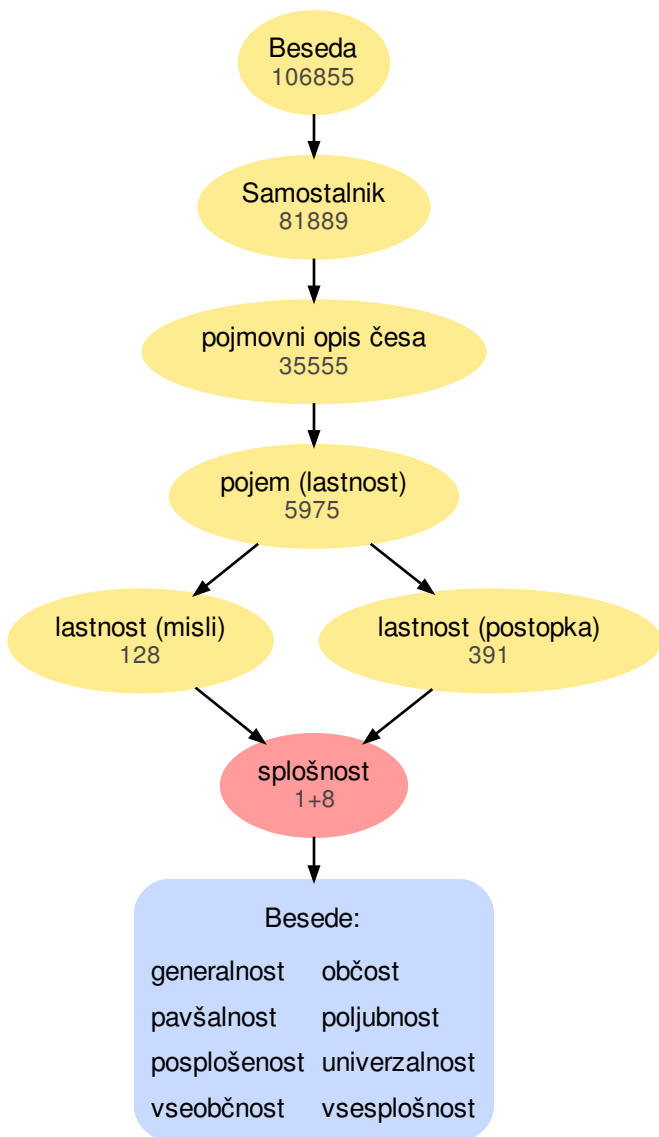 Beseda
106855
Samostalnik
81889
pojmovni opis česa
35555
pojem (lastnost)
5975
lastnost (misli)
128
lastnost (postopka)
391
splošnost
1+8
Besede:
generalnost občost
pavšalnost poljubnost
posplošenost univerzalnost
vseobčnost vsesplošnost